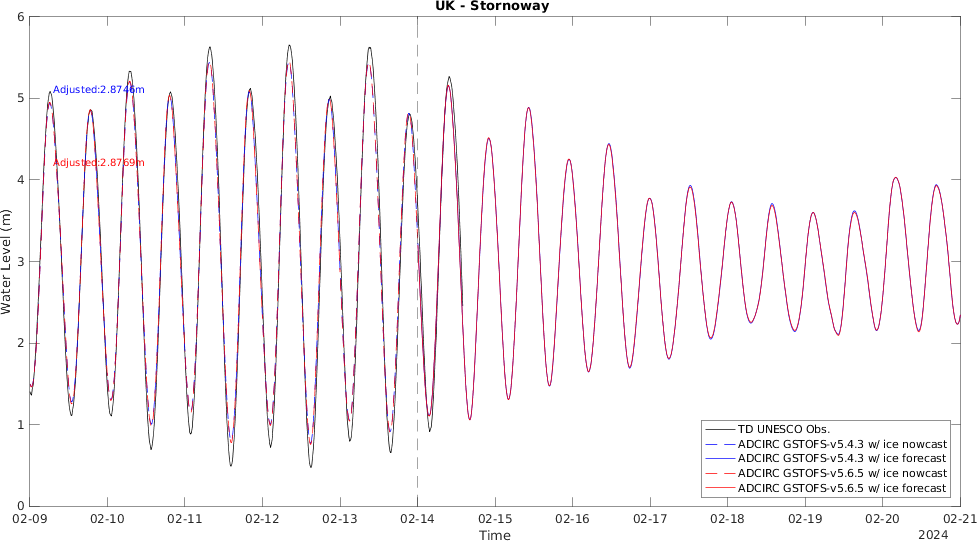 UK - Stornoway
6
5
4
3
2
1
0
Water Level (m)
Adjusted:2.8746m
Adjusted:2.8769m
TD UNESCO Obs.
ADCIRC GSTOFS-v5.4.3 w/ ice nowcast
ADCIRC GSTOFS-v5.4.3 w/ ice forecast
ADCIRC GSTOFS-v5.6.5 w/ ice nowcast
ADCIRC GSTOFS-v5.6.5 w/ ice forecast
02-09 02-10 02-11 02-12 02-13 02-14 02-15 02-16 02-17 02-18 02-19 02-20 02-21
Time
2024